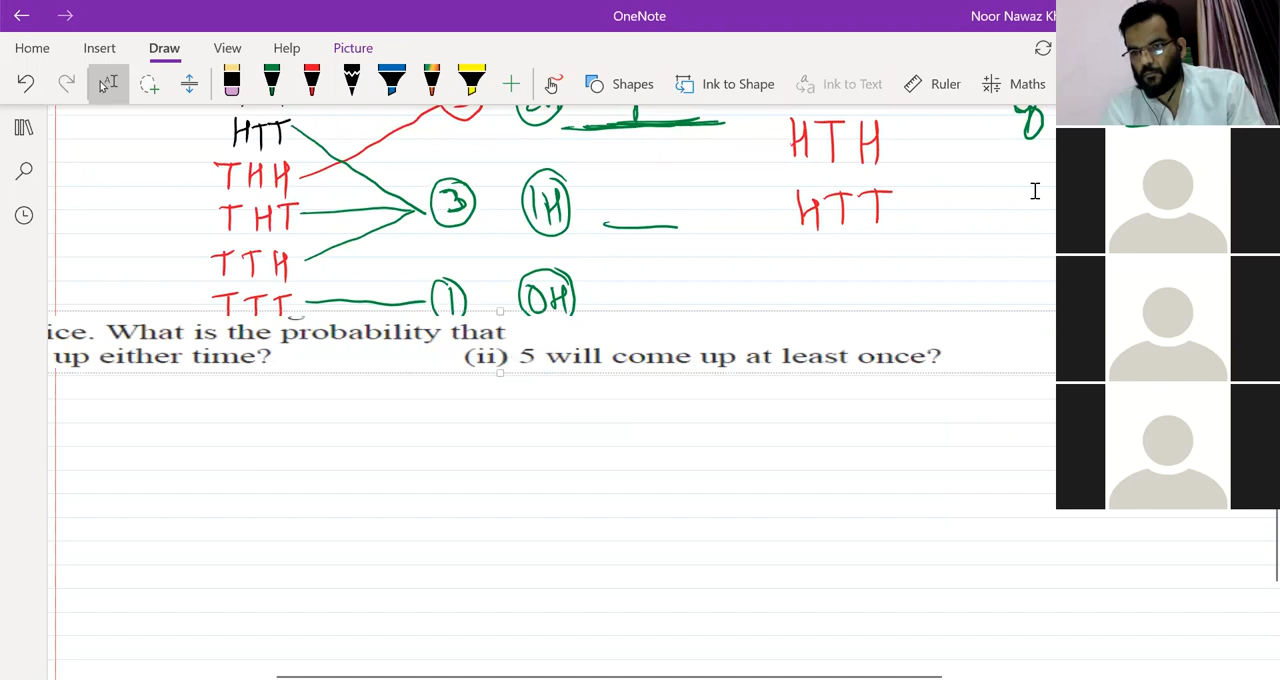 OneNote
Noor Nawaz Kh
Home Insert Draw View Help Picture
Shapes Ink to Shape Ink to Text Ruler Maths
HTT
THH
THT
TTH
TTT
3 1H
1 0H
HTH
HTT
ice. What is the probability that
up either time? (ii) 5 will come up at least once?